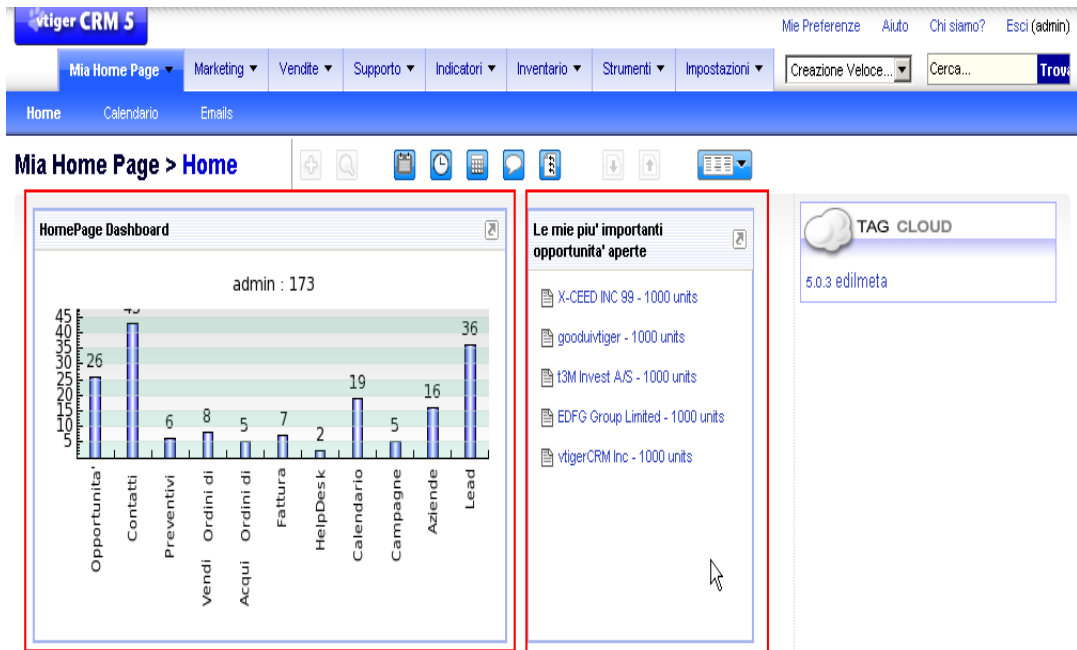 vtiger CRM 5
Mie Preferenze Aiuto Chi siamo? Esci (admin)
Mia Home Page Marketing Vendite Supporto Indicatori Inventario Strumenti Impostazioni Creazione Veloce... Cerca... Trova
Home Calendario Emails
Mia Home Page > Home
HomePage Dashboard
admin : 173
45
40
35
30
25
20
15
10
5
26 43 6 8 5 7 2 19 5 16 36
Opportunita'
Contatti
Preventivi
Vendi Ordini di
Acqui Ordini di
Fattura
HelpDesk
Calendario
Campagne
Aziende
Lead
Le mie piu' importanti
opportunita' aperte
X-CEED INC 99 - 1000 units
gooduivtiger - 1000 units
t3M Invest A/S - 1000 units
EDFG Group Limited - 1000 units
vtigerCRM Inc - 1000 units
TAG CLOUD
5.0.3 edilmeta